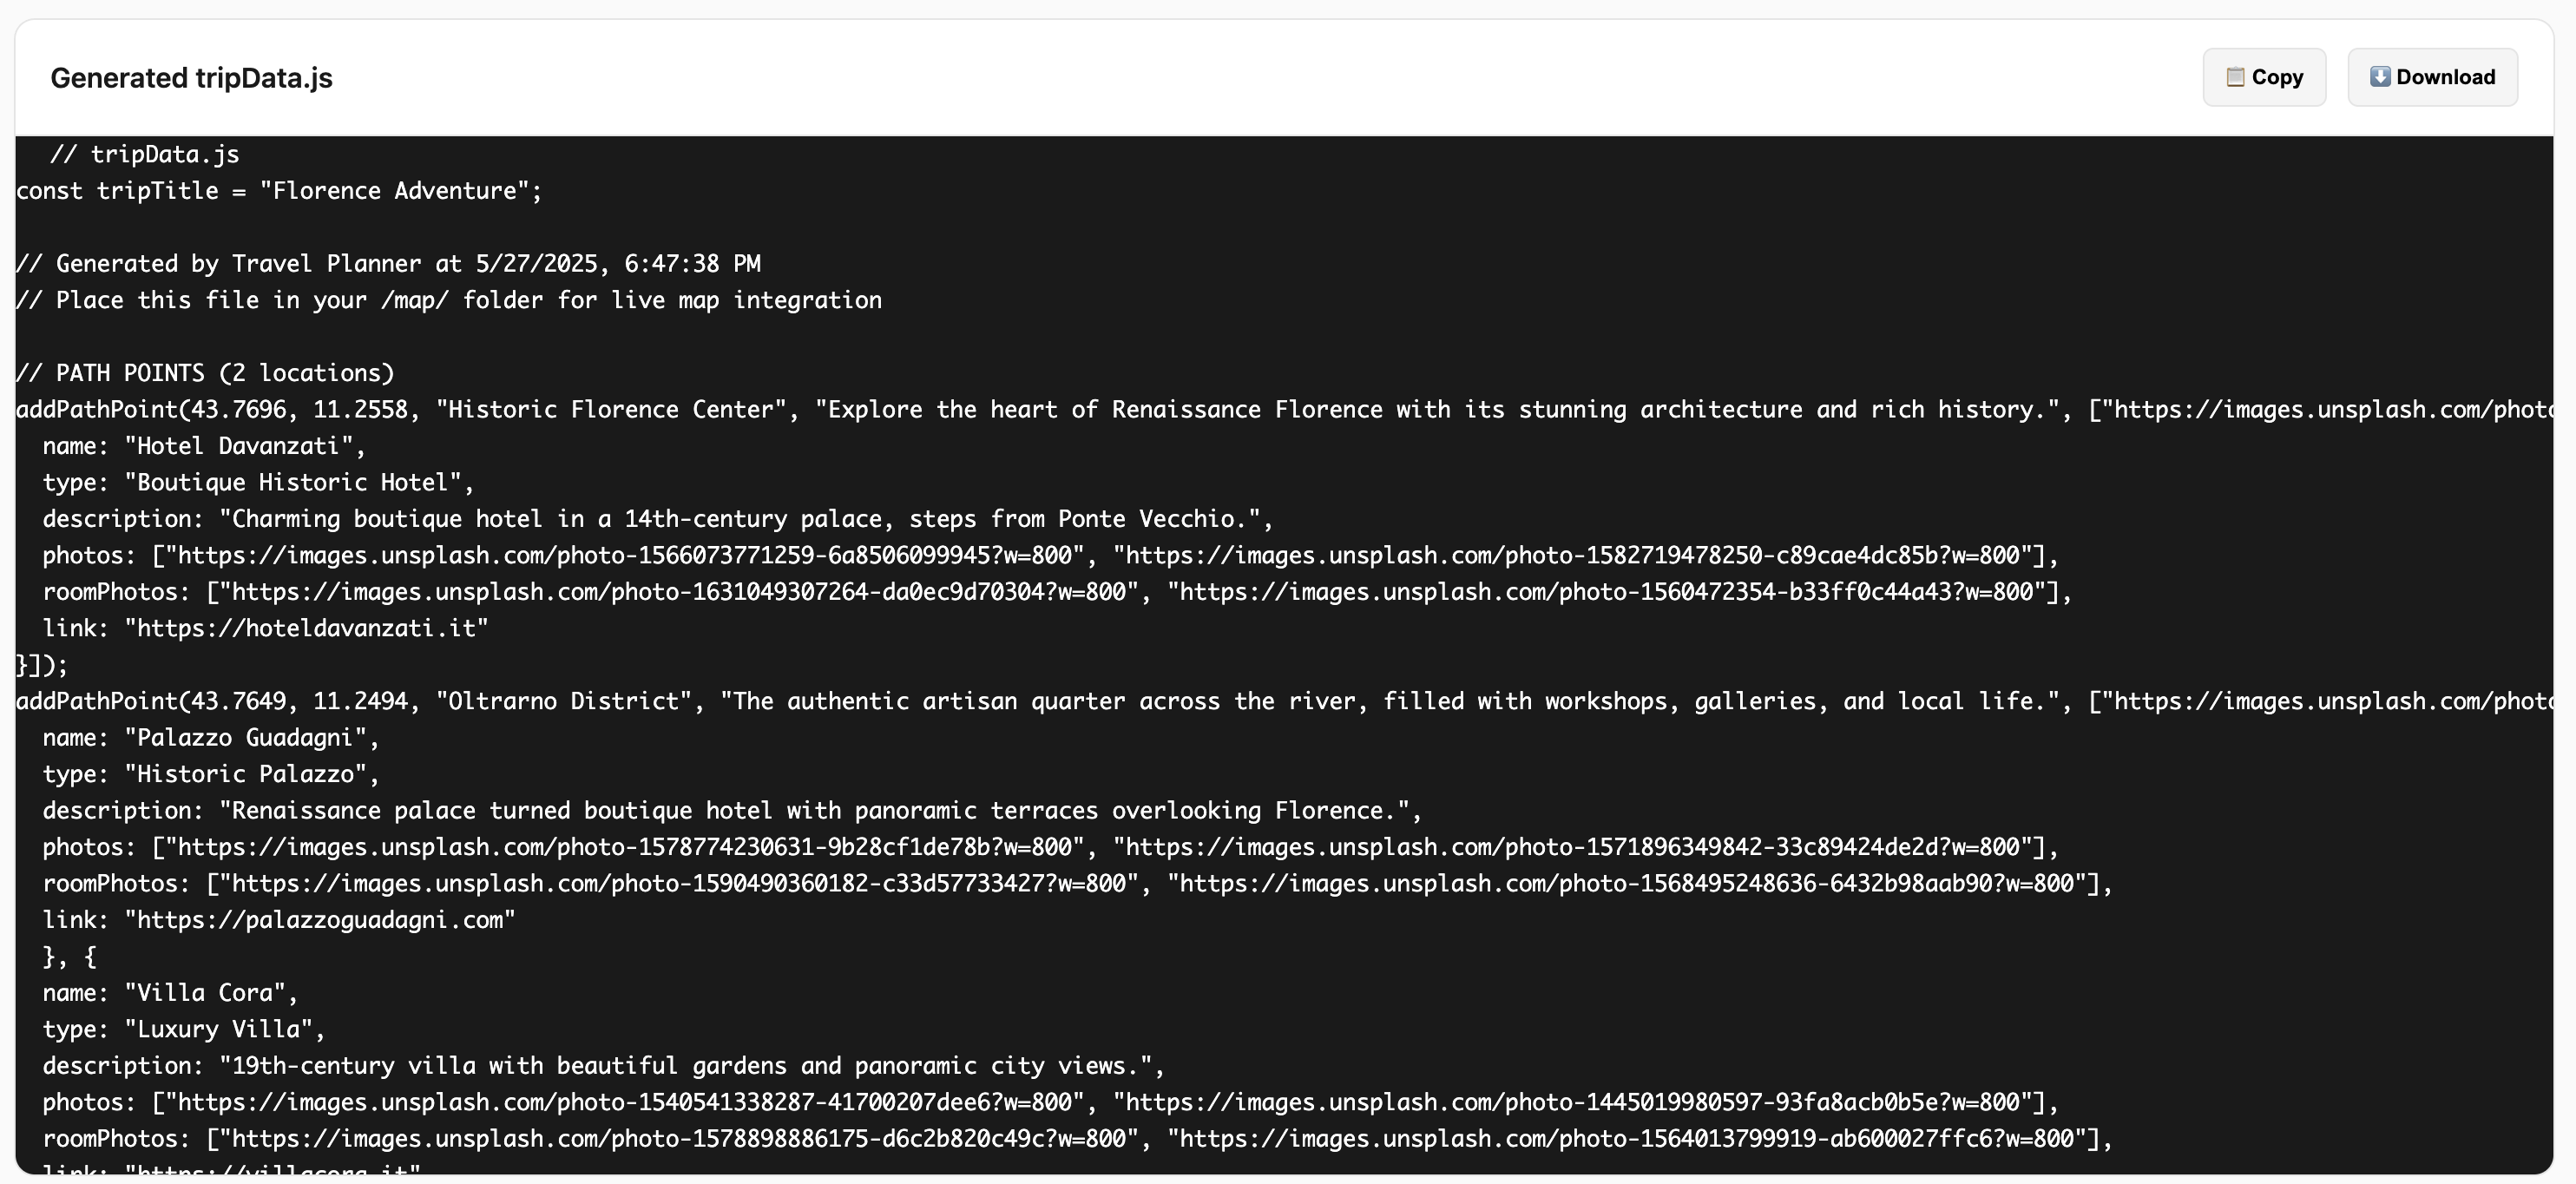 Generated tripData.js
📋 Copy
⬇️ Download
// tripData.js
const tripTitle = "Florence Adventure";
// Generated by Travel Planner at 5/27/2025, 6:47:38 PM
// Place this file in your /map/ folder for live map integration
// PATH POINTS (2 locations)
addPathPoint(43.7696, 11.2558, "Historic Florence Center", "Explore the heart of Renaissance Florence with its stunning architecture and rich history.", ["https://images.unsplash.com/photo
name: "Hotel Davanzati",
type: "Boutique Historic Hotel",
description: "Charming boutique hotel in a 14th-century palace, steps from Ponte Vecchio.",
photos: ["https://images.unsplash.com/photo-1566073771259-6a8506099945?w=800", "https://images.unsplash.com/photo-1582719478250-c89cae4dc85b?w=800"],
roomPhotos: ["https://images.unsplash.com/photo-1631049307264-da0ec9d70304?w=800", "https://images.unsplash.com/photo-1560472354-b33ff0c44a43?w=800"],
link: "https://hoteldavanzati.it"
}]);
addPathPoint(43.7649, 11.2494, "Oltrarno District", "The authentic artisan quarter across the river, filled with workshops, galleries, and local life.", ["https://images.unsplash.com/photo
name: "Palazzo Guadagni",
type: "Historic Palazzo",
description: "Renaissance palace turned boutique hotel with panoramic terraces overlooking Florence.",
photos: ["https://images.unsplash.com/photo-1578774230631-9b28cf1de78b?w=800", "https://images.unsplash.com/photo-1571896349842-33c89424de2d?w=800"],
roomPhotos: ["https://images.unsplash.com/photo-1590490360182-c33d57733427?w=800", "https://images.unsplash.com/photo-1568495248636-6432b98aab90?w=800"],
link: "https://palazzoguadagni.com"
}, {
name: "Villa Cora",
type: "Luxury Villa",
description: "19th-century villa with beautiful gardens and panoramic city views.",
photos: ["https://images.unsplash.com/photo-1540541338287-41700207dee6?w=800", "https://images.unsplash.com/photo-1445019980597-93fa8acb0b5e?w=800"],
roomPhotos: ["https://images.unsplash.com/photo-1578898886175-d6c2b820c49c?w=800", "https://images.unsplash.com/photo-1564013799919-ab600027ffc6?w=800"],
link: "https://villacora.it"